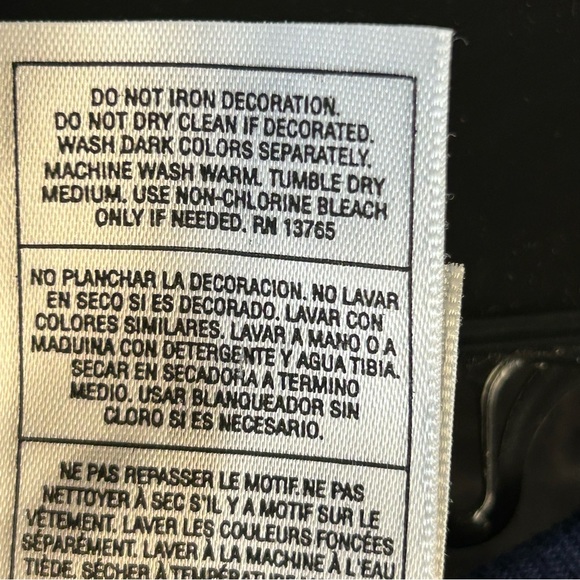 DO NOT IRON DECORATION.
DO NOT DRY CLEAN IF DECORATED.
WASH DARK COLORS SEPARATELY.
MACHINE WASH WARM. TUMBLE DRY
MEDIUM. USE NON-CHLORINE BLEACH
ONLY IF NEEDED. RN 13765
NO PLANCHAR LA DECORACION. NO LAVAR
EN SECO SI ES DECORADO. LAVAR CON
COLORES SIMILARES. LAVAR A MANO O A
MAQUINA CON DETERGENTE Y AGUA TIBIA.
SECAR EN SECADORA A TERMINO
MEDIO. USAR BLANQUEADOR SIN
CLORO SI ES NECESARIO.
NE PAS REPASSER LE MOTIF. NE PAS
NETTOYER À SEC S'IL Y A MOTIF SUR LE
VÊTEMENT. LAVER LES COULEURS FONCÉES
SÉPARÉMENT. LAVER À LA MACHINE À L'EAU
TIÈDE. SÉCHER À TEMPÉRATURE